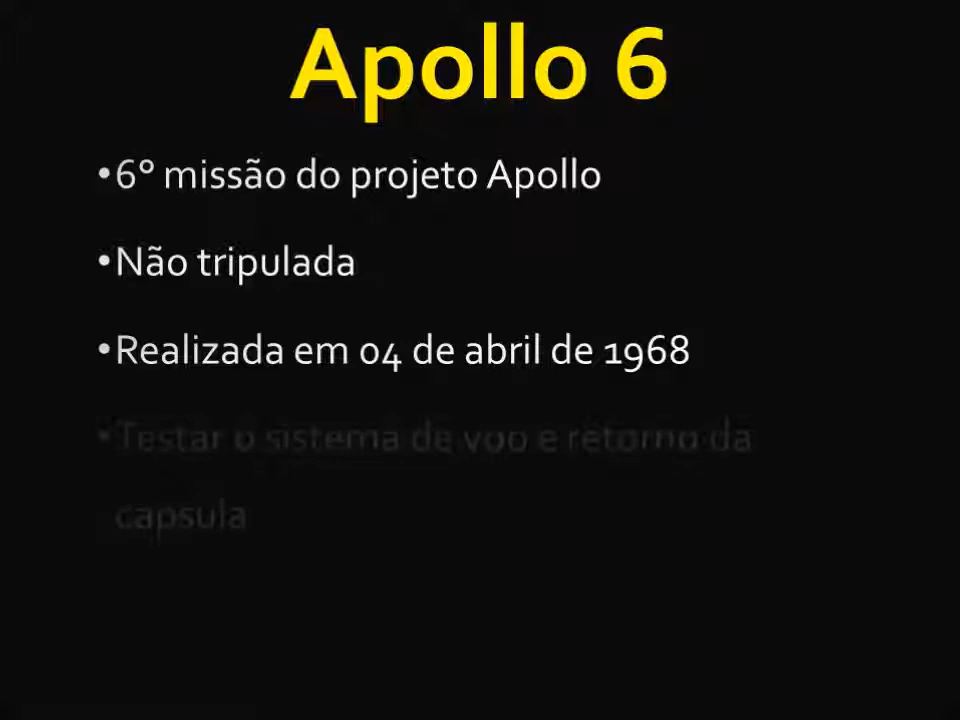 Apollo 6
•6° missão do projeto Apollo
•Não tripulada
•Realizada em 04 de abril de 1968
•Testar o sistema de voo e retorno da
capsula